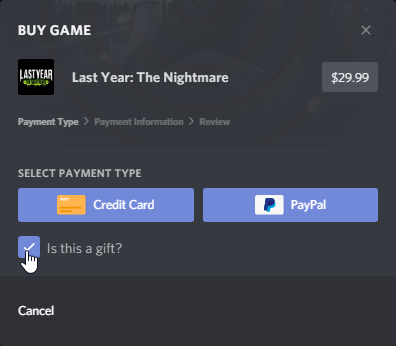 BUY GAME
LAST YEAR
Last Year: The Nightmare
$29.99
Payment Type > Payment Information > Review
SELECT PAYMENT TYPE
Credit Card
PayPal
Is this a gift?
Cancel